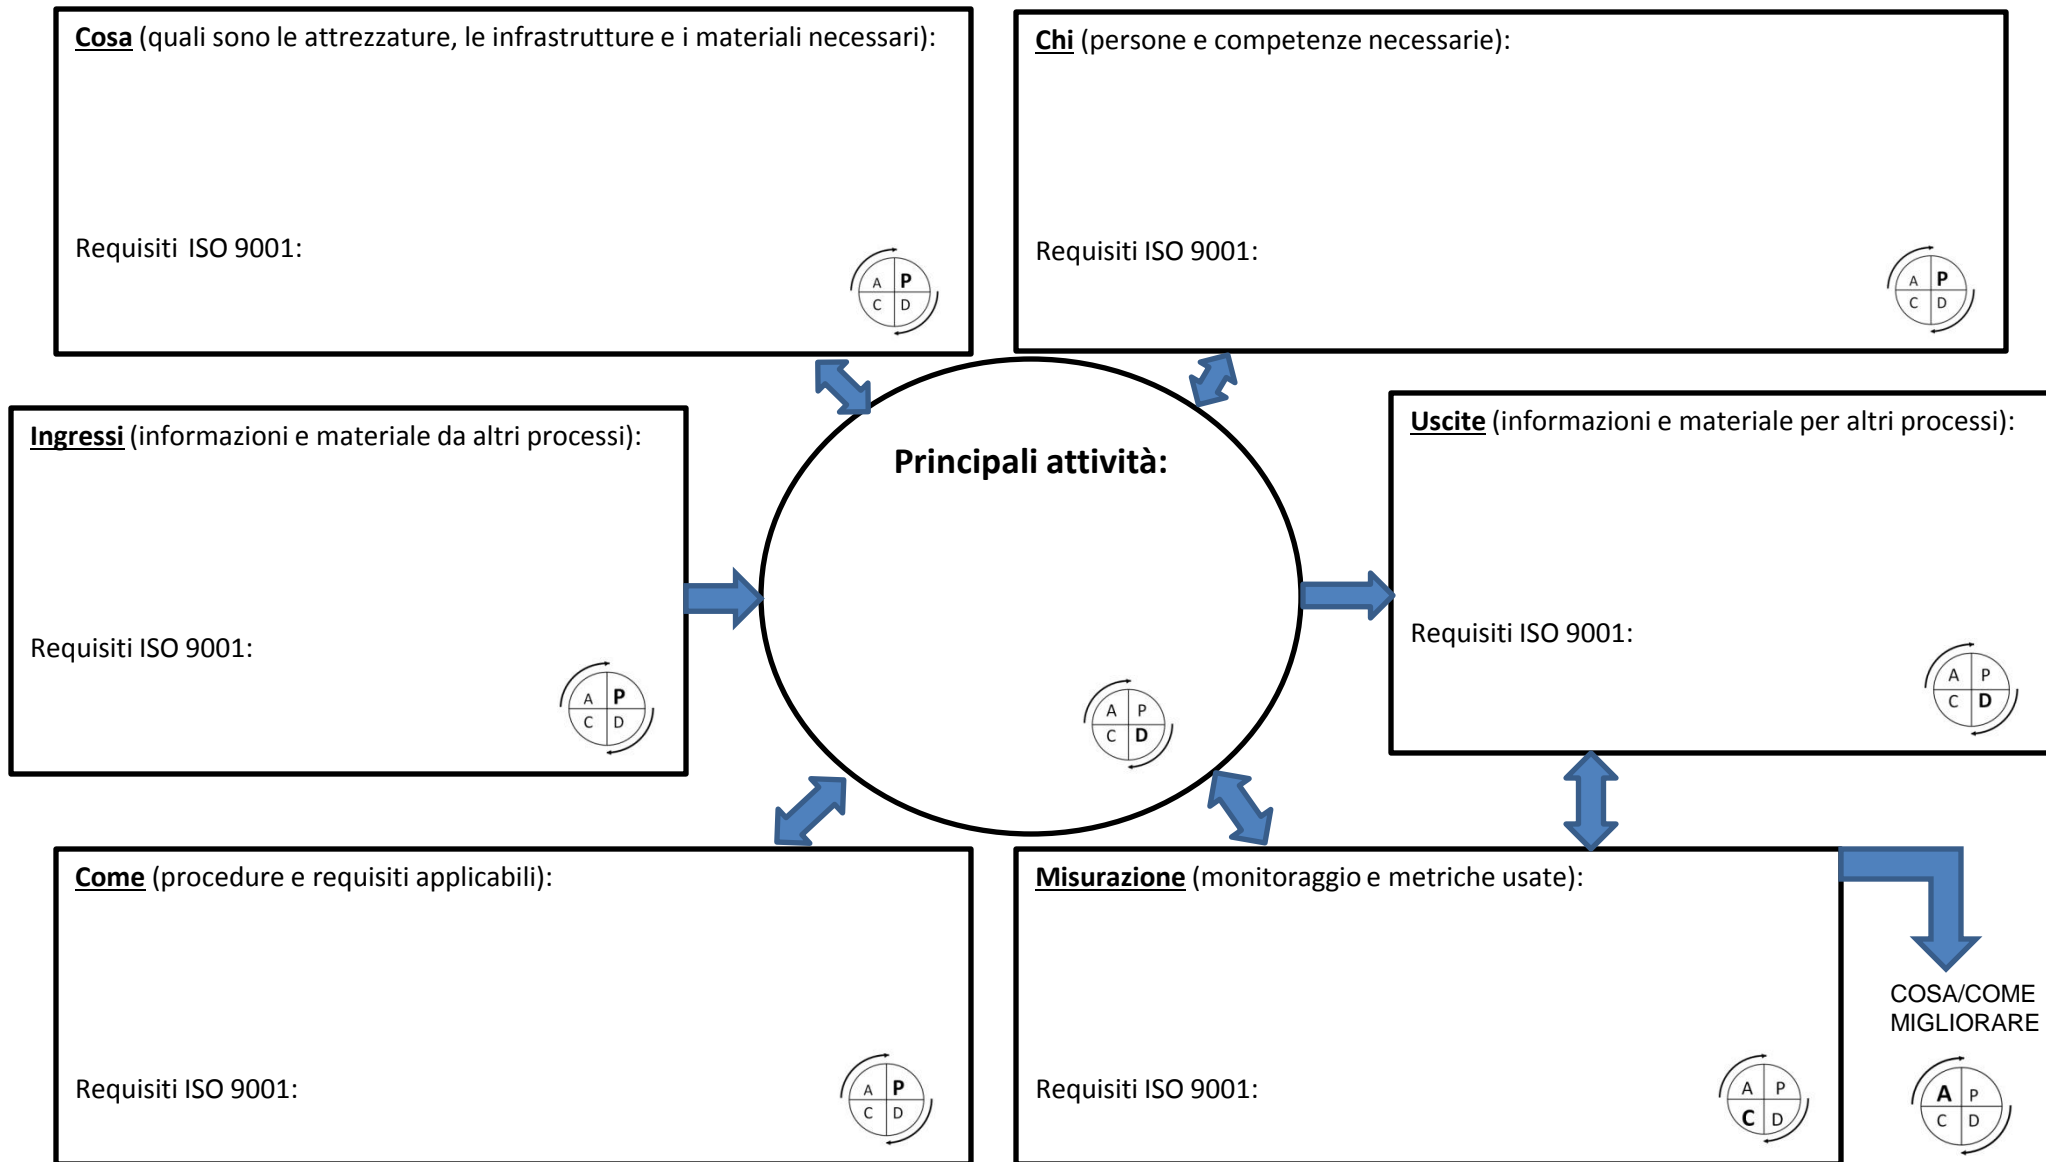 Cosa (quali sono le attrezzature, le infrastrutture e i materiali necessari):
Requisiti ISO 9001:
A P
C D
Chi (persone e competenze necessarie):
Requisiti ISO 9001:
A P
C D
Ingressi (informazioni e materiale da altri processi):
Requisiti ISO 9001:
A P
C D
Principali attività:
A P
C D
Uscite (informazioni e materiale per altri processi):
Requisiti ISO 9001:
A P
C D
Come (procedure e requisiti applicabili):
Requisiti ISO 9001:
A P
C D
Misurazione (monitoraggio e metriche usate):
Requisiti ISO 9001:
A P
C D
COSA/COME
MIGLIORARE
A P
C D